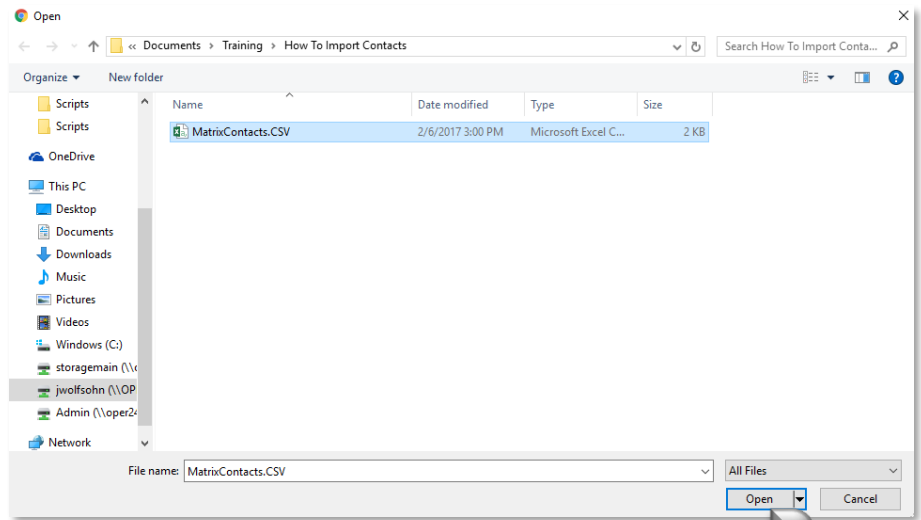 Open
« Documents > Training > How To Import Contacts
Search How To Import Conta...
Organize
New folder
Name Date modified Type Size
MatrixContacts.CSV 2/6/2017 3:00 PM Microsoft Excel C... 2 KB
Scripts
Scripts
OneDrive
This PC
Desktop
Documents
Downloads
Music
Pictures
Videos
Windows (C:)
storagemain (\\
jwolfsohn (\\OP
Admin (\\oper24
Network
File name: MatrixContacts.CSV
All Files
Open Cancel